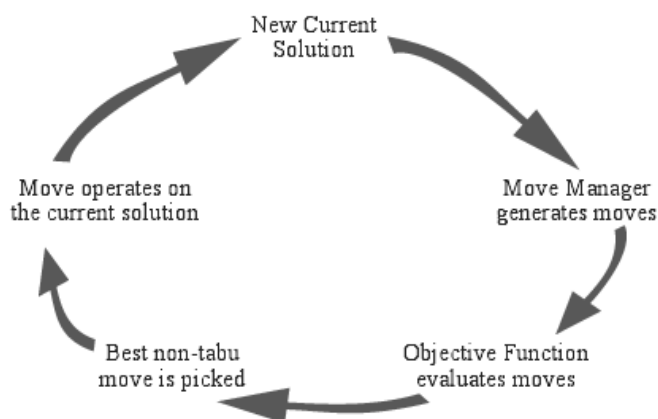 New Current
Solution
Move Manager
generates moves
Objective Function
evaluates moves
Best non-tabu
move is picked
Move operates on
the current solution